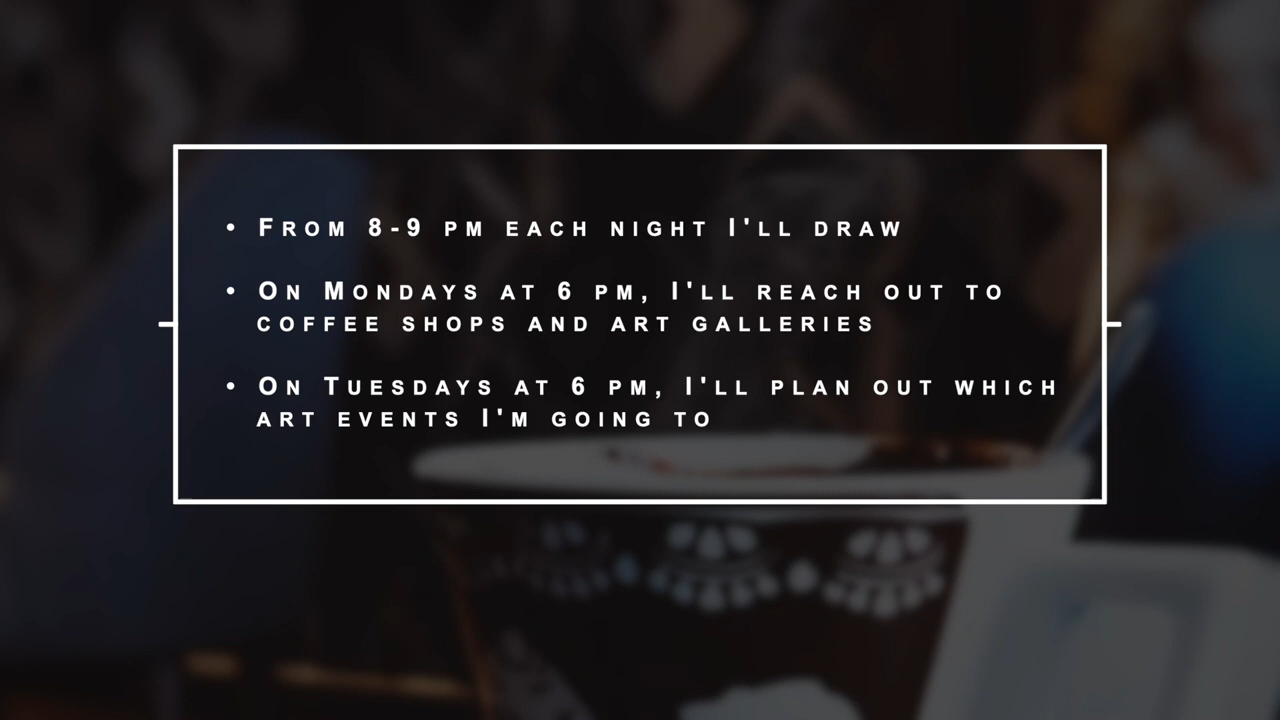 • From 8-9 pm each night I'll draw
• On Mondays at 6 pm, I'll reach out to
coffee shops and art galleries
• On Tuesdays at 6 pm, I'll plan out which
art events I'm going to